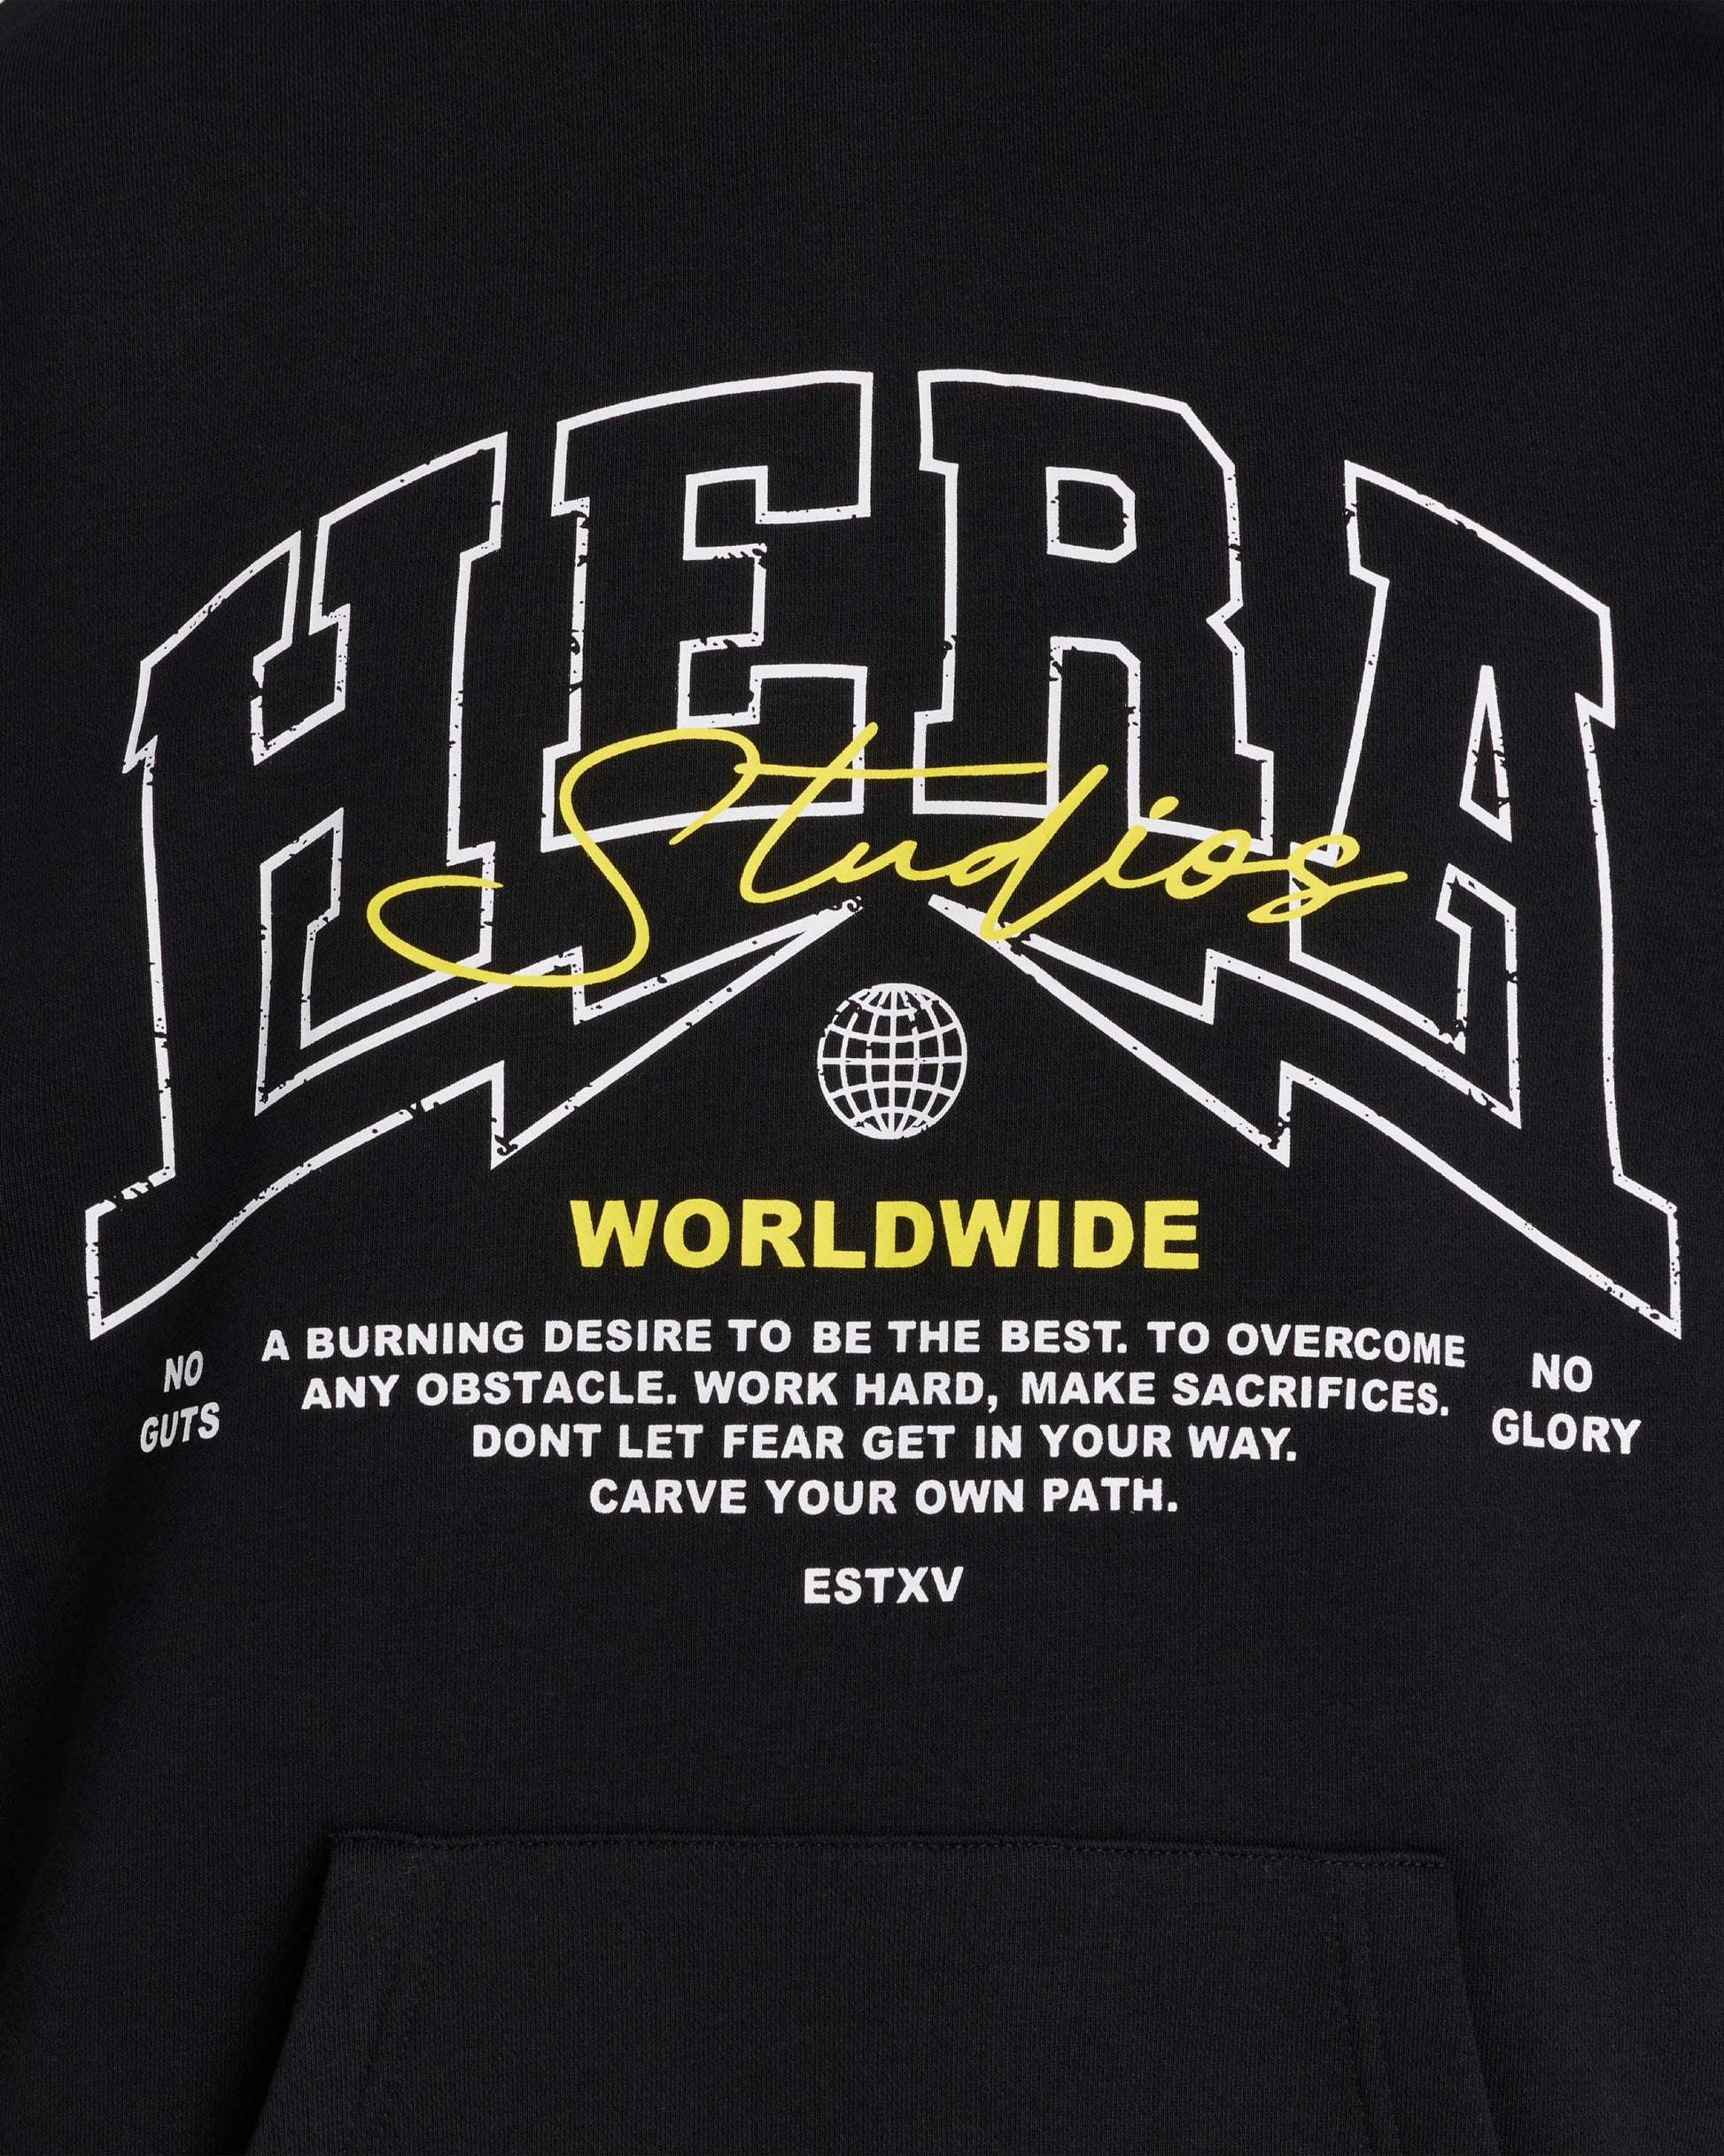 HERA
Studios
WORLDWIDE
A BURNING DESIRE TO BE THE BEST. TO OVERCOME
ANY OBSTACLE. WORK HARD, MAKE SACRIFICES.
DONT LET FEAR GET IN YOUR WAY.
CARVE YOUR OWN PATH.
NO
GUTS
NO
GLORY
ESTXV